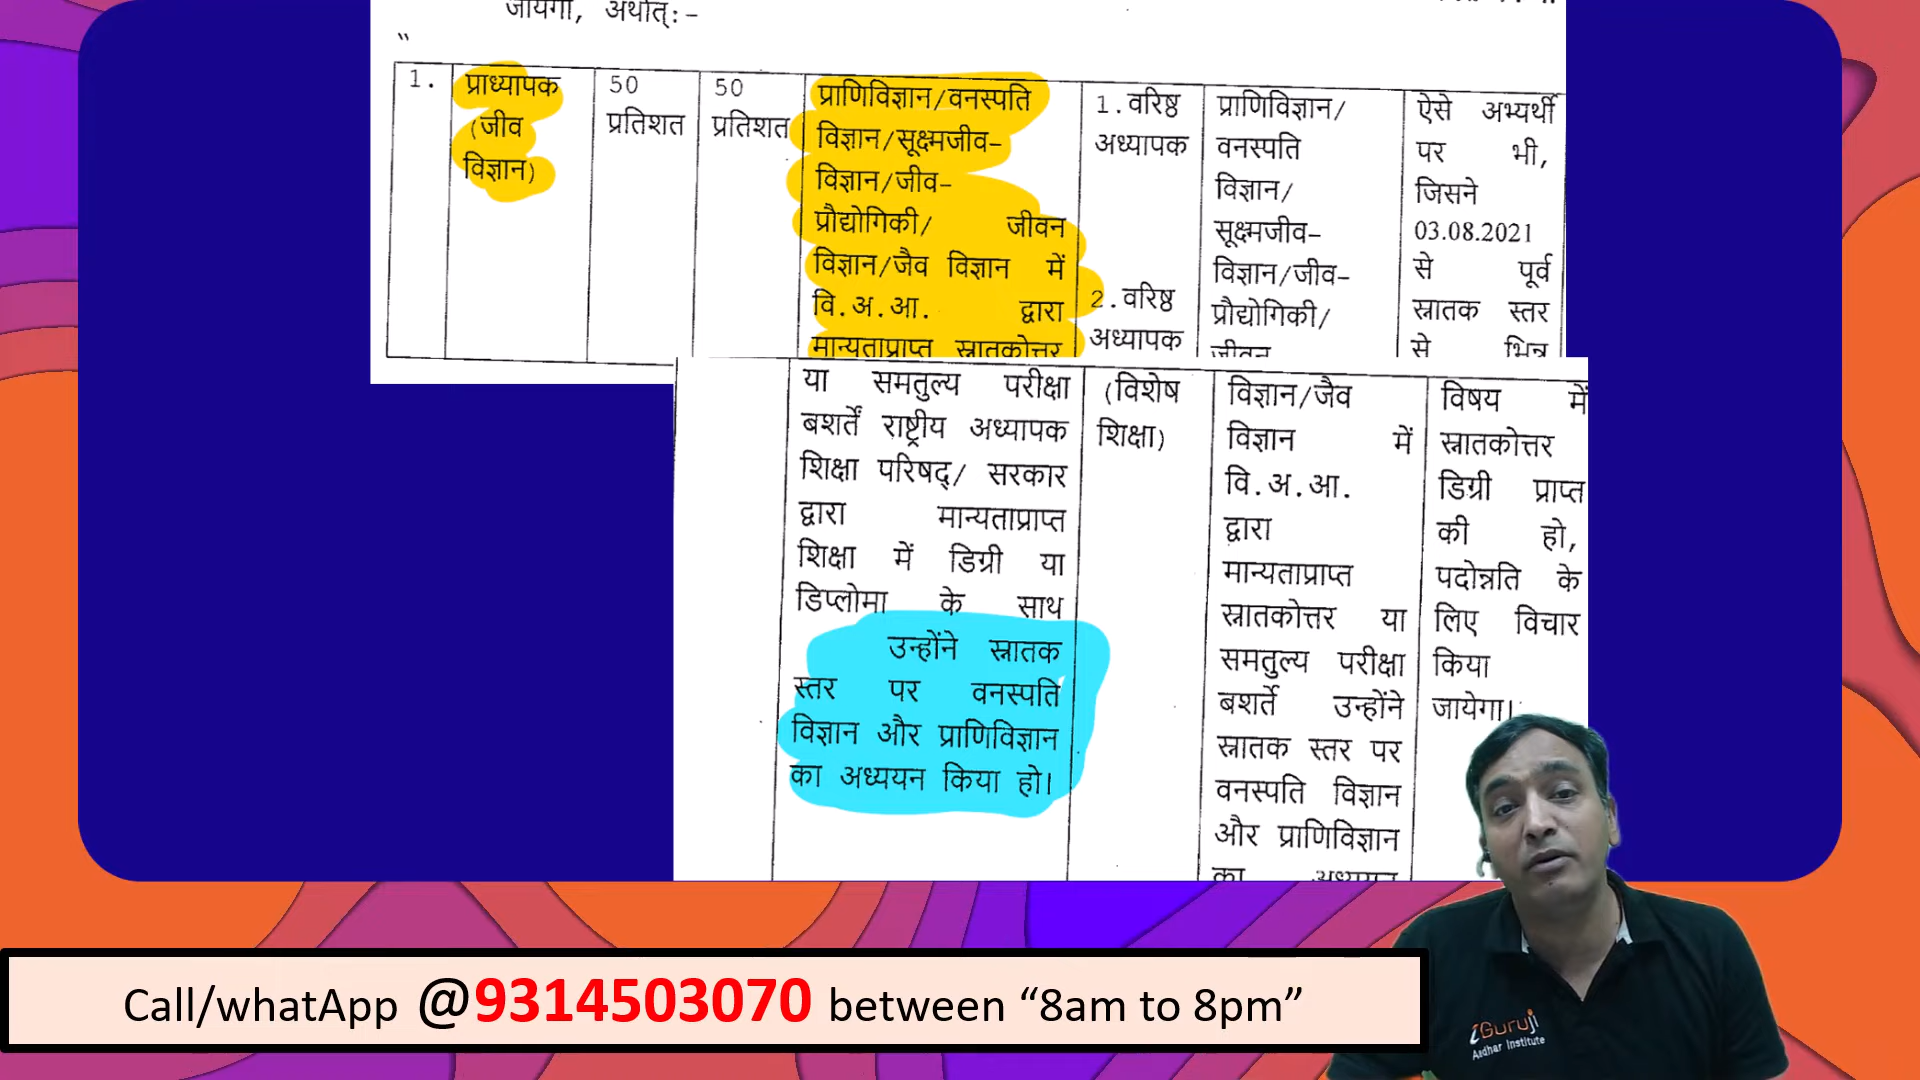 जायेगा, अर्थात्:-
"
1.
प्राध्यापक
(जीव
विज्ञान)
50
प्रतिशत
50
प्रतिशत
प्राणिविज्ञान/वनस्पति
विज्ञान/सूक्ष्मजीव-
विज्ञान/जीव-
प्रौद्योगिकी/ जीवन
विज्ञान/जैव विज्ञान में
वि.अ.आ. द्वारा
मान्यताप्राप्त स्नातकोत्तर
या समतुल्य परीक्षा
बशर्ते राष्ट्रीय अध्यापक
शिक्षा परिषद्/ सरकार
द्वारा मान्यताप्राप्त
शिक्षा में डिग्री या
डिप्लोमा के साथ
उन्होंने स्नातक
स्तर पर वनस्पति
विज्ञान और प्राणिविज्ञान
का अध्ययन किया हो।
1.वरिष्ठ
अध्यापक
2.वरिष्ठ
अध्यापक
(विशेष
शिक्षा)
प्राणिविज्ञान/
वनस्पति
विज्ञान/
सूक्ष्मजीव-
विज्ञान/जीव-
प्रौद्योगिकी/
जीवन
विज्ञान/जैव
विज्ञान में
वि.अ.आ.
द्वारा
मान्यताप्राप्त
स्नातकोत्तर या
समतुल्य परीक्षा
बशर्ते उन्होंने
स्नातक स्तर पर
वनस्पति विज्ञान
और प्राणिविज्ञान
का अध्ययन
ऐसे अभ्यर्थी
पर भी,
जिसने
03.08.2021
से पूर्व
स्नातक स्तर
से भिन्न
विषय में
स्नातकोत्तर
डिग्री प्राप्त
की हो,
पदोन्नति के
लिए विचार
किया
जायेगा।
Call/whatApp @9314503070 between “8am to 8pm”
iGuruji
Aadhar Institute